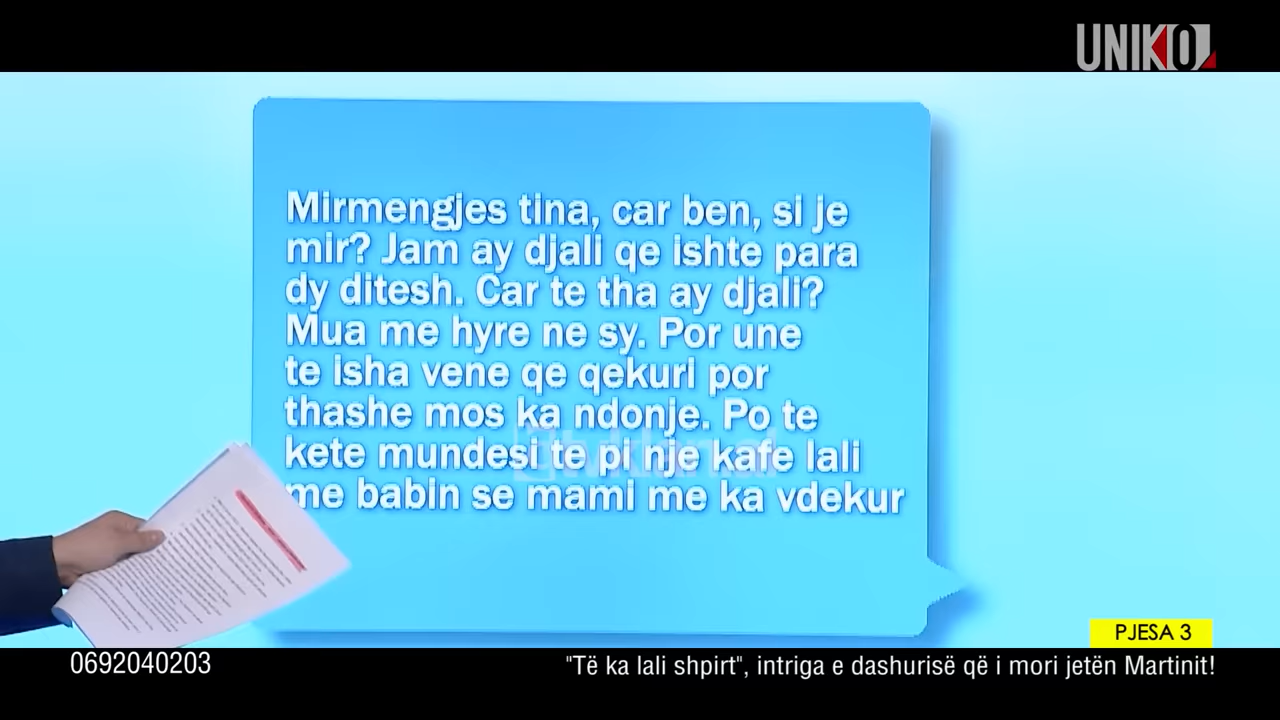 UNIKO
Mirmengjes tina, car ben, si je
mir? Jam ay djali qe ishte para
dy ditesh. Car te tha ay djali?
Mua me hyre ne sy. Por une
te isha vene qe qekuri por
thashe mos ka ndonje. Po te
kete mundesi te pi nje kafe lali
me babin se mami me ka vdekur
tvklan.al
PJESA 3
0692040203
"Të ka lali shpirt", intriga e dashurisë që i mori jetën Martinit!